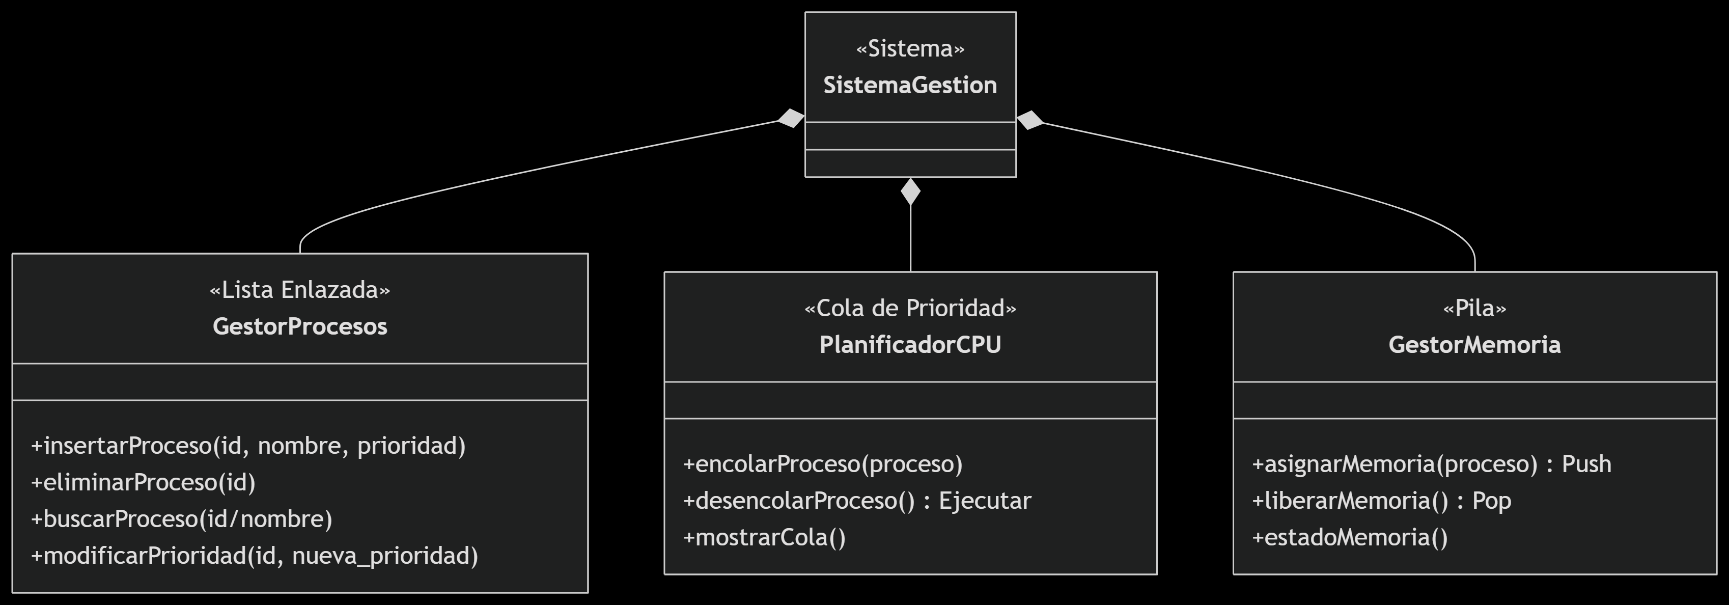 «Sistema»
SistemaGestion
«Lista Enlazada»
GestorProcesos
+insertarProceso(id, nombre, prioridad)
+eliminarProceso(id)
+buscarProceso(id/nombre)
+modificarPrioridad(id, nueva_prioridad)
«Cola de Prioridad»
PlanificadorCPU
+encolarProceso(proceso)
+desencolarProceso() : Ejecutar
+mostrarCola()
«Pila»
GestorMemoria
+asignarMemoria(proceso) : Push
+liberarMemoria() : Pop
+estadoMemoria()